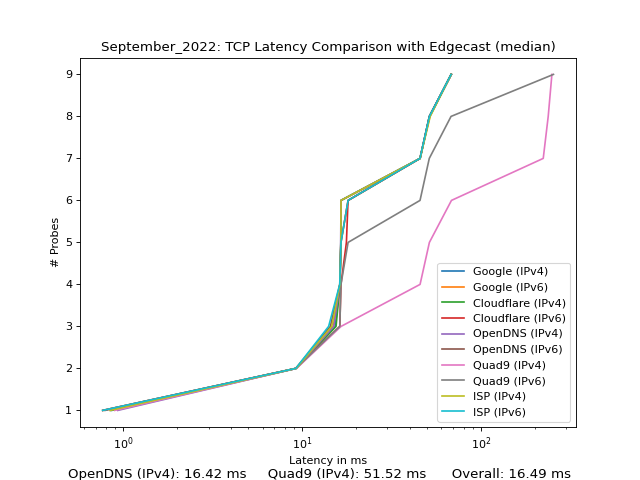 September_2022: TCP Latency Comparison with Edgecast (median)
# Probes
9
8
7
6
5
4
3
2
1
Google (IPv4)
Google (IPv6)
Cloudflare (IPv4)
Cloudflare (IPv6)
OpenDNS (IPv4)
OpenDNS (IPv6)
Quad9 (IPv4)
Quad9 (IPv6)
ISP (IPv4)
ISP (IPv6)
10⁰ 10¹ 10²
Latency in ms
OpenDNS (IPv4): 16.42 ms Quad9 (IPv4): 51.52 ms Overall: 16.49 ms